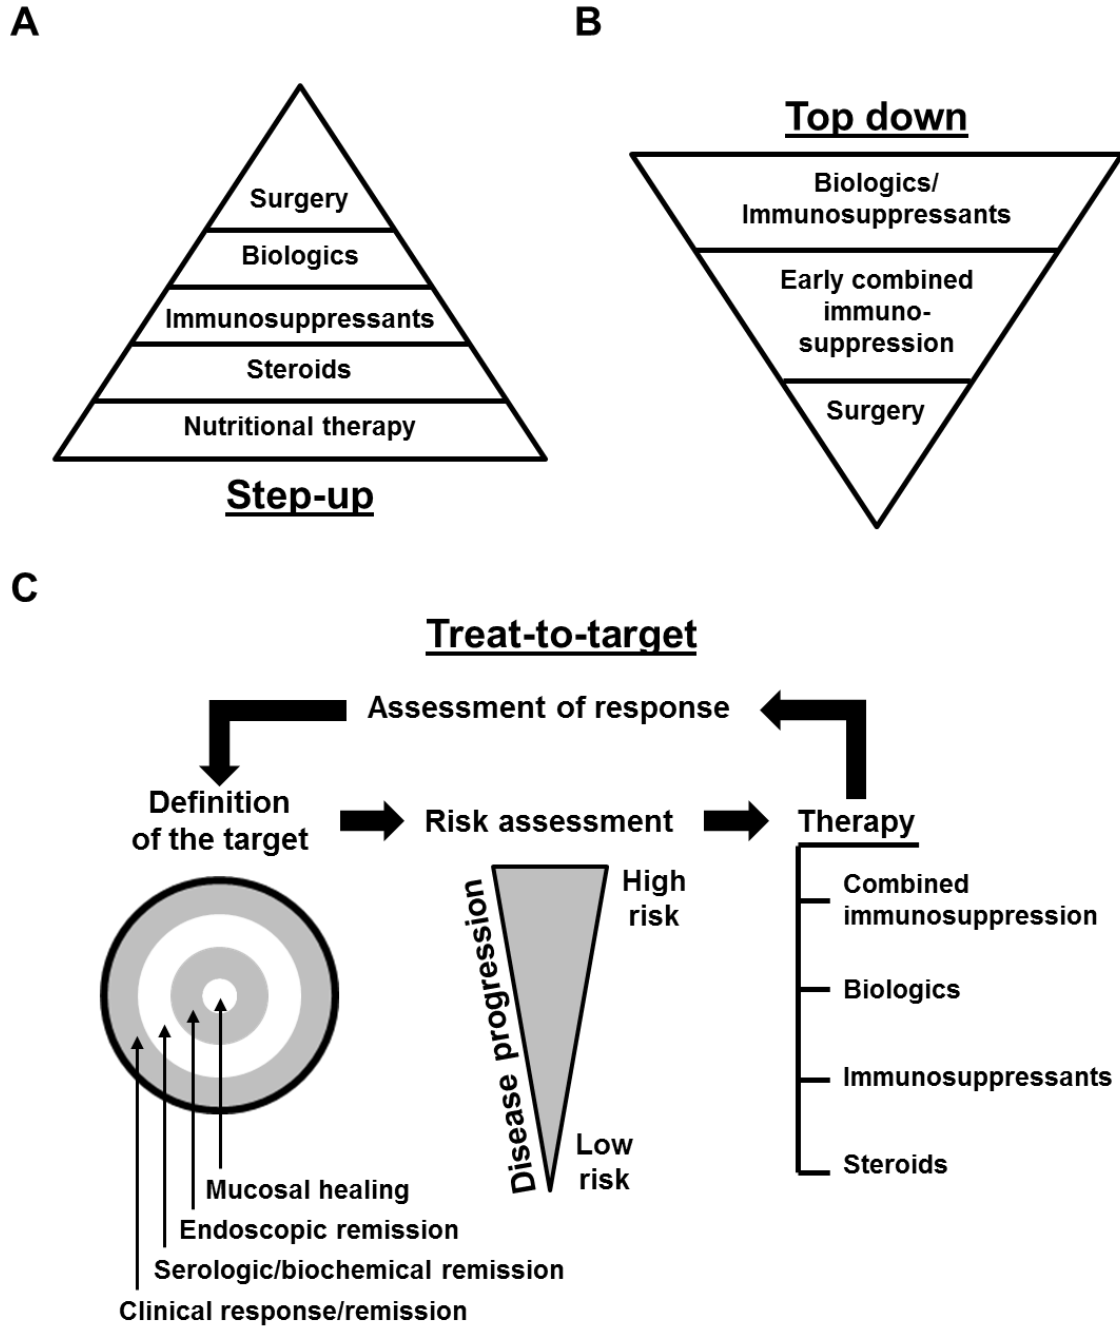 A
Surgery
Biologics
Immunosuppressants
Steroids
Nutritional therapy
Step-up
B
Top down
Biologics/
Immunosuppressants
Early combined
immuno-
suppression
Surgery
C
Treat-to-target
Assessment of response
Definition
of the target
Risk assessment
Therapy
Mucosal healing
Endoscopic remission
Serologic/biochemical remission
Clinical response/remission
Disease progression
High
risk
Low
risk
Combined
immunosuppression
Biologics
Immunosuppressants
Steroids